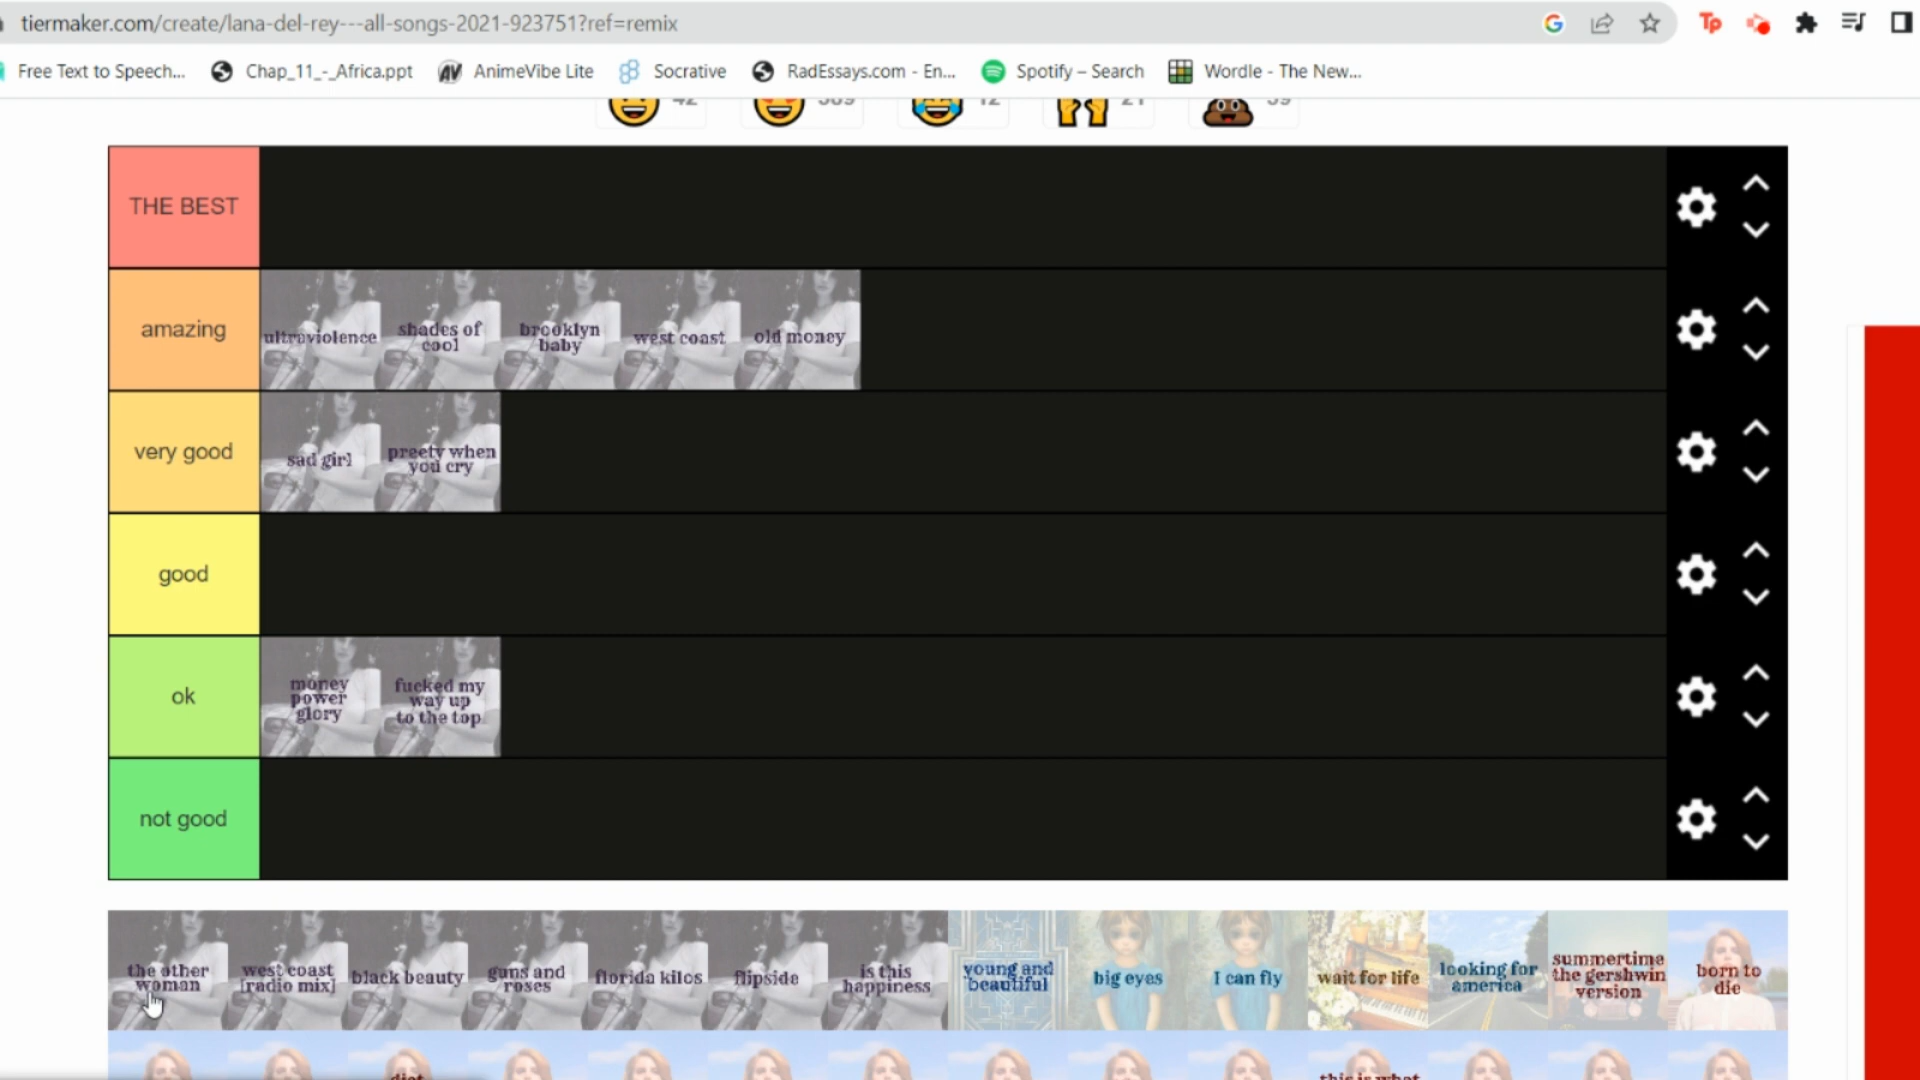 tiermaker.com/create/lana-del-rey---all-songs-2021-923751?ref=remix
Free Text to Speech... Chap_11_-_Africa.ppt AnimeVibe Lite Socrative RadEssays.com - En... Spotify – Search Wordle - The New...
THE BEST
amazing
ultraviolence
shades of
cool
brooklyn
baby
west coast
old money
very good
sad girl
preety when
you cry
good
ok
money
power
glory
fucked my
way up
to the top
not good
the other
woman
west coast
[radio mix]
black beauty
guns and
roses
florida kilos
flipside
is this
happiness
young and
beautiful
big eyes
I can fly
wait for life
looking for
america
summertime
the gershwin
version
born to
die